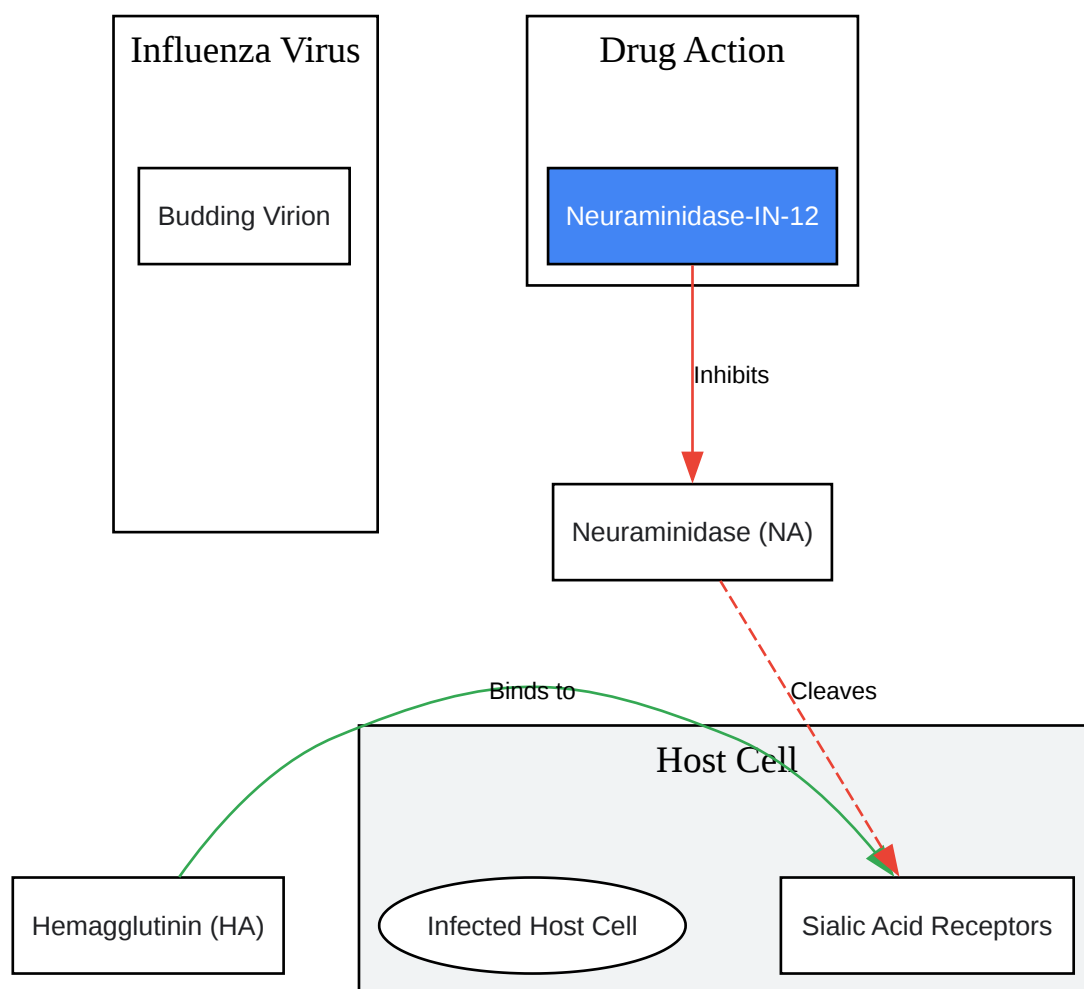 Influenza Virus
Drug Action
Budding Virion
Neuraminidase-IN-12
Inhibits
Neuraminidase (NA)
Binds to
Cleaves
Host Cell
Hemagglutinin (HA)
Infected Host Cell
Sialic Acid Receptors